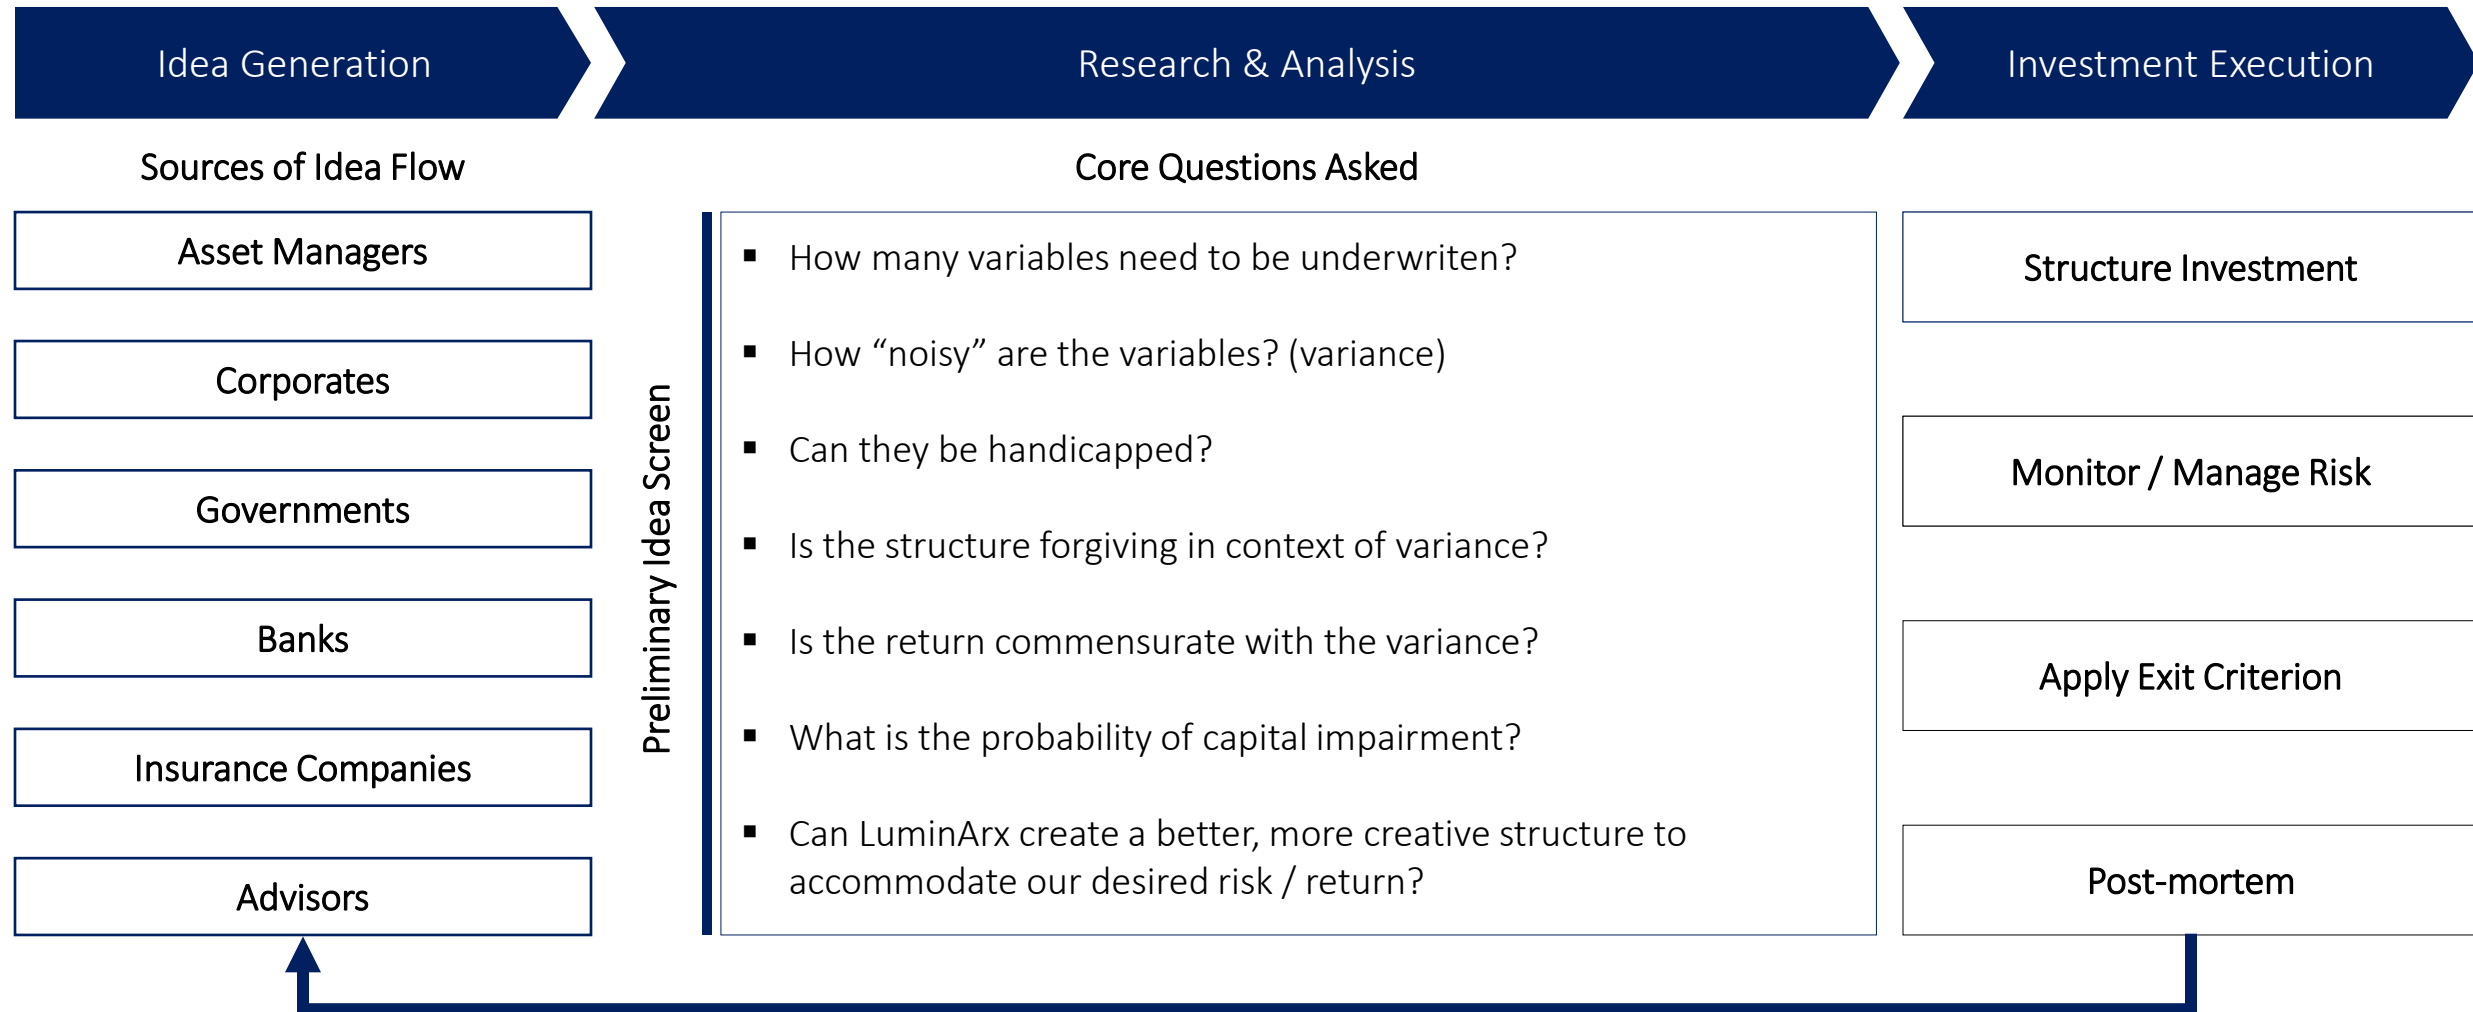 Idea Generation
Research & Analysis
Investment Execution
Sources of Idea Flow
Asset Managers
Corporates
Governments
Banks
Insurance Companies
Advisors
Preliminary Idea Screen
Core Questions Asked
▪ How many variables need to be underwriten?
▪ How “noisy” are the variables? (variance)
▪ Can they be handicapped?
▪ Is the structure forgiving in context of variance?
▪ Is the return commensurate with the variance?
▪ What is the probability of capital impairment?
▪ Can LuminArx create a better, more creative structure to
accommodate our desired risk / return?
Structure Investment
Monitor / Manage Risk
Apply Exit Criterion
Post-mortem